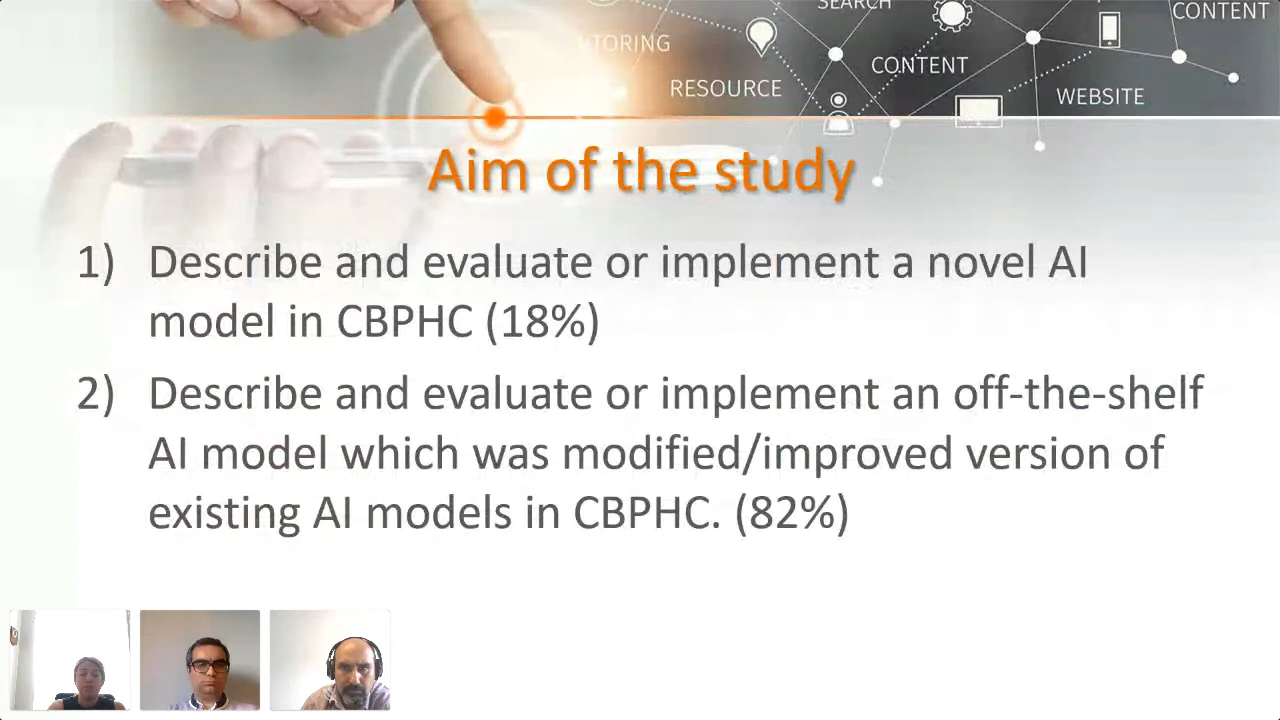 SEARCH
CONTENT
TORING
CONTENT
RESOURCE
WEBSITE
Aim of the study
1) Describe and evaluate or implement a novel AI
model in CBPHC (18%)
2) Describe and evaluate or implement an off-the-shelf
AI model which was modified/improved version of
existing AI models in CBPHC. (82%)